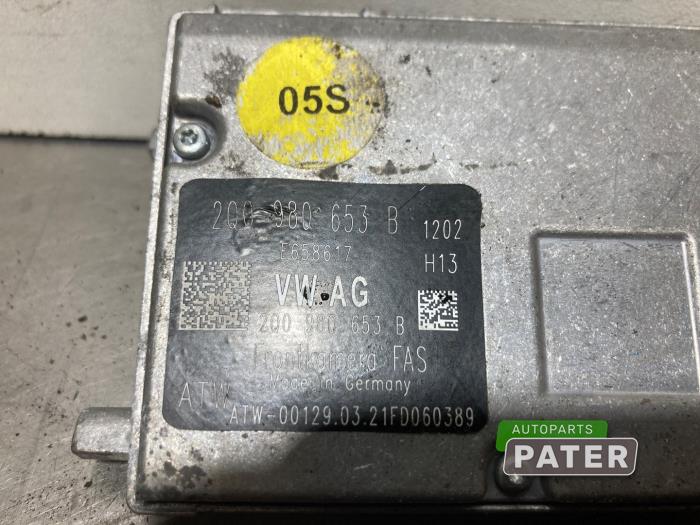 05S
2Q0 980 653 B 1202
E658617 H13
VW AG
2Q0 980 653 B
Frontkamera FAS
Made in Germany
ATW
ATW-00129.03.21FD060389
AUTOPARTS
PATER